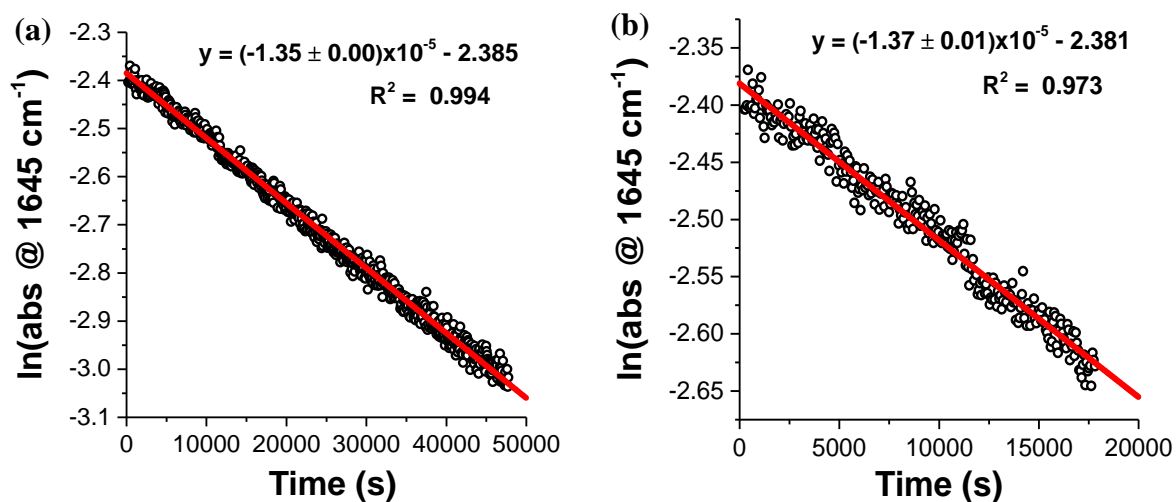 (a)
y = (-1.35 ± 0.00)x10⁻⁵ - 2.385
R² = 0.994
-2.3
-2.4
-2.5
-2.6
-2.7
-2.8
-2.9
-3.0
-3.1
ln(abs @ 1645 cm⁻¹)
0 10000 20000 30000 40000 50000
Time (s)
(b)
y = (-1.37 ± 0.01)x10⁻⁵ - 2.381
R² = 0.973
-2.35
-2.40
-2.45
-2.50
-2.55
-2.60
-2.65
ln(abs @ 1645 cm⁻¹)
0 5000 10000 15000 20000
Time (s)